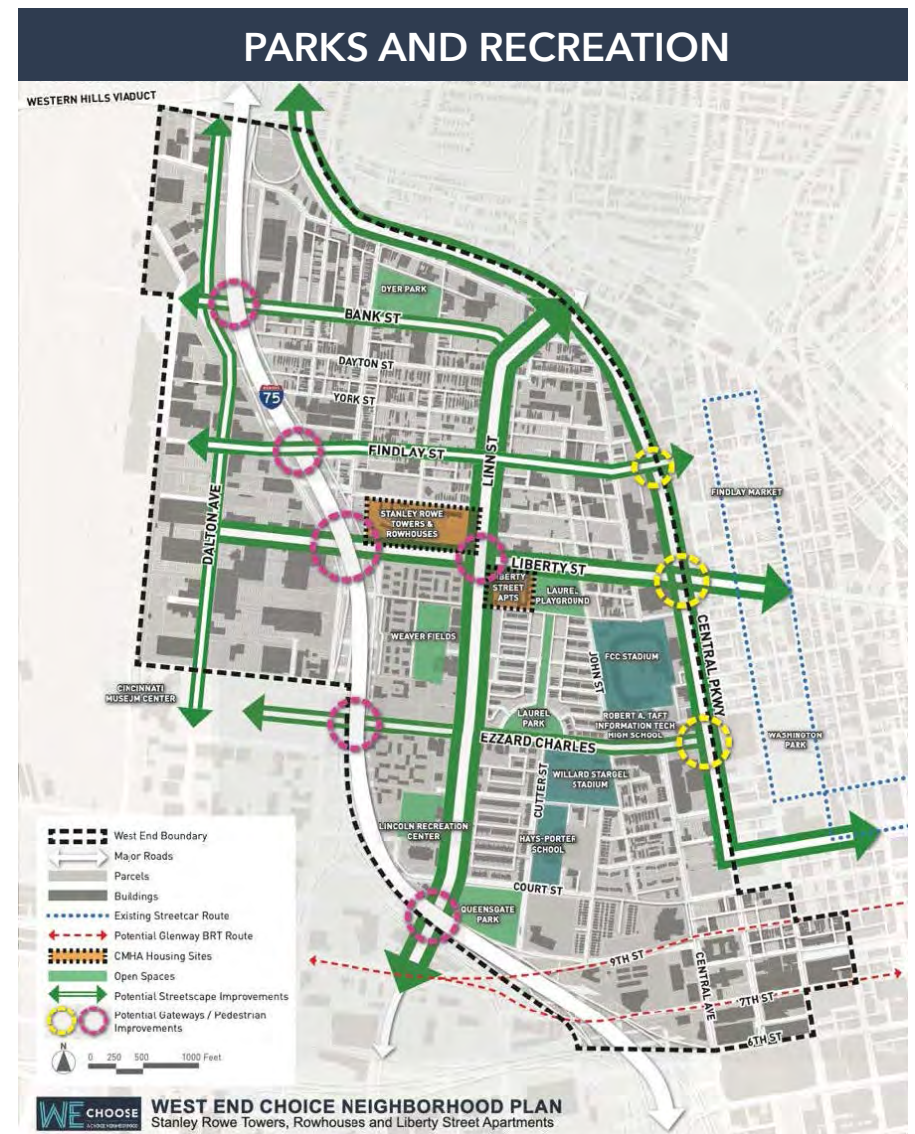 PARKS AND RECREATION
WESTERN HILLS VIADUCT
DYER PARK
BANK ST
DAYTON ST
75
YORK ST
LINN ST
FINDLAY ST
FINDLAY MARKET
DALTON AVE
STANLEY ROWE
TOWERS &
ROWHOUSES
LIBERTY ST
LIBERTY
STREET
APTS
LAUREL
PLAYGROUND
WEAVER FIELDS
JOHN ST
FCC STADIUM
CENTRAL PKWY
CINCINNATI
MUSEUM CENTER
LAUREL
PARK
ROBERT A. TAFT
INFORMATION TECH
HIGH SCHOOL
WASHINGTON
PARK
EZZARD CHARLES
CUTTER ST
WILLARD STARGEL
STADIUM
LINCOLN RECREATION
CENTER
HAYS-PORTER
SCHOOL
COURT ST
QUEENSGATE
PARK
9TH ST
CENTRAL AVE
7TH ST
6TH ST
West End Boundary
Major Roads
Parcels
Buildings
Existing Streetcar Route
Potential Glenway BRT Route
CMHA Housing Sites
Open Spaces
Potential Streetscape Improvements
Potential Gateways / Pedestrian
Improvements
N
0 250 500 1000 Feet
WE CHOOSE
WEST END CHOICE NEIGHBORHOOD PLAN
Stanley Rowe Towers, Rowhouses and Liberty Street Apartments